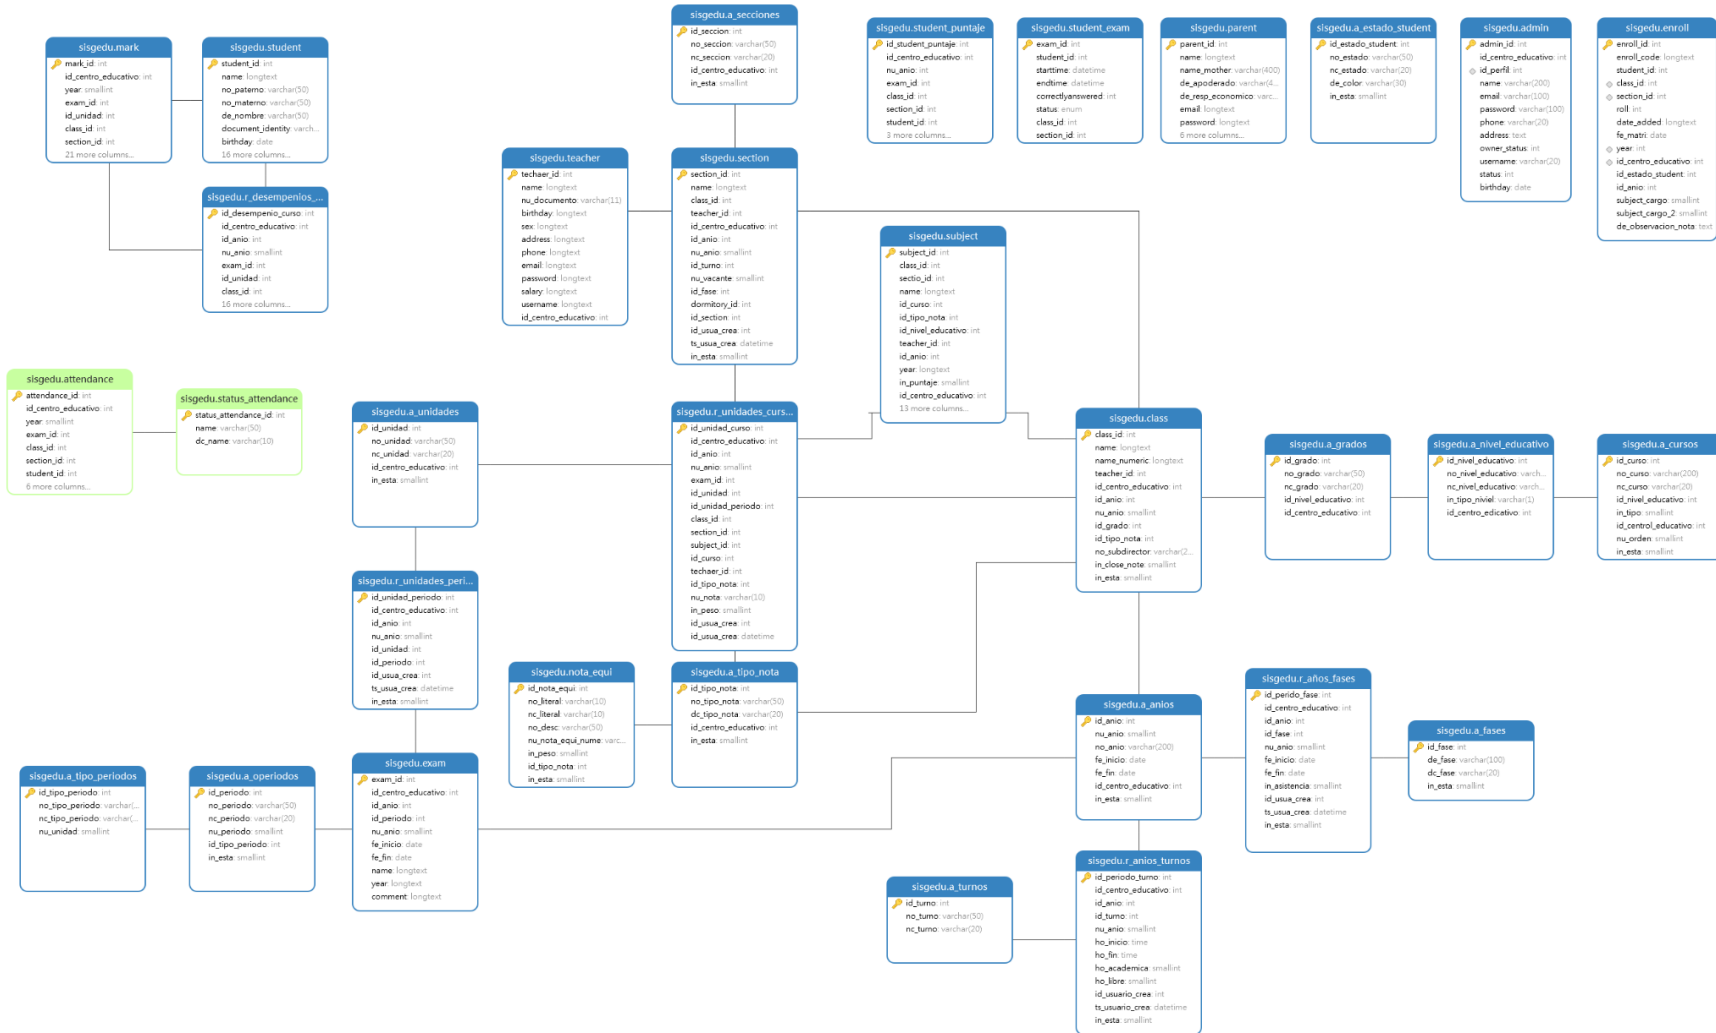 sisgedu.a_secciones
id_seccion: int
no_seccion: varchar(50)
nc_seccion: varchar(20)
id_centro_educativo: int
in_esta: smallint
sisgedu.student_puntaje
id_student_puntaje: int
id_centro_educativo: int
nu_anio: int
exam_id: int
class_id: int
section_id: int
student_id: int
3 more columns...
sisgedu.student_exam
exam_id: int
student_id: int
starttime: datetime
endtime: datetime
correctlyanswered: int
status: enum
class_id: int
section_id: int
sisgedu.parent
parent_id: int
name: longtext
name_mother: varchar(400)
de_apoderado: varchar(4...
de_resp_economico: varc...
email: longtext
password: longtext
6 more columns...
sisgedu.a_estado_student
id_estado_student: int
no_estado: varchar(50)
nc_estado: varchar(20)
de_color: varchar(30)
in_esta: smallint
sisgedu.admin
admin_id: int
id_centro_educativo: int
id_perfil: int
name: varchar(200)
email: varchar(100)
password: varchar(100)
phone: varchar(20)
address: text
owner_status: int
username: varchar(20)
status: int
birthday: date
sisgedu.enroll
enroll_id: int
enroll_code: longtext
student_id: int
class_id: int
section_id: int
roll: int
date_added: longtext
fe_matri: date
year: int
id_centro_educativo: int
id_estado_student: int
id_anio: int
subject_cargo: smallint
subject_cargo_2: smallint
de_observacion_nota: text
sisgedu.mark
mark_id: int
id_centro_educativo: int
year: smallint
exam_id: int
id_unidad: int
class_id: int
section_id: int
21 more columns...
sisgedu.student
student_id: int
name: longtext
no_paterno: varchar(50)
no_materno: varchar(50)
de_nombre: varchar(50)
document_identity: varch...
birthday: date
16 more columns...
sisgedu.r_desempenios_...
id_desempenio_curso: int
id_centro_educativo: int
id_anio: int
nu_anio: smallint
exam_id: int
id_unidad: int
class_id: int
16 more columns...
sisgedu.teacher
techaer_id: int
name: longtext
nu_documento: varchar(11)
birthday: longtext
sex: longtext
address: longtext
phone: longtext
email: longtext
password: longtext
salary: longtext
username: longtext
id_centro_educativo: int
sisgedu.section
section_id: int
name: longtext
class_id: int
teacher_id: int
id_centro_educativo: int
id_anio: int
nu_anio: smallint
id_turno: int
nu_vacante: smallint
id_fase: int
dormitory_id: int
id_section: int
id_usua_crea: int
ts_usua_crea: datetime
in_esta: smallint
sisgedu.subject
subject_id: int
class_id: int
sectio_id: int
name: longtext
id_curso: int
id_tipo_nota: int
id_nivel_educativo: int
teacher_id: int
id_anio: int
year: longtext
in_puntaje: smallint
id_centro_educativo: int
13 more columns...
sisgedu.attendance
attendance_id: int
id_centro_educativo: int
year: smallint
exam_id: int
class_id: int
section_id: int
student_id: int
6 more columns...
sisgedu.status_attendance
status_attendance_id: int
name: varchar(50)
dc_name: varchar(10)
sisgedu.a_unidades
id_unidad: int
no_unidad: varchar(50)
nc_unidad: varchar(20)
id_centro_educativo: int
in_esta: smallint
sisgedu.r_unidades_curs...
id_unidad_curso: int
id_centro_educativo: int
id_anio: int
nu_anio: smallint
exam_id: int
id_unidad: int
id_unidad_periodo: int
class_id: int
section_id: int
subject_id: int
id_curso: int
techaer_id: int
id_tipo_nota: int
nu_nota: varchar(10)
in_peso: smallint
id_usua_crea: int
id_usua_crea: datetime
sisgedu.class
class_id: int
name: longtext
name_numeric: longtext
teacher_id: int
id_centro_educativo: int
id_anio: int
nu_anio: smallint
id_grado: int
id_tipo_nota: int
no_subdirector: varchar(2...
in_close_note: smallint
in_esta: smallint
sisgedu.a_grados
id_grado: int
no_grado: varchar(50)
nc_grado: varchar(20)
id_nivel_educativo: int
id_centro_educativo: int
sisgedu.a_nivel_educativo
id_nivel_educativo: int
no_nivel_educativo: varch...
nc_nivel_educativo: varch...
in_tipo_niviel: varchar(1)
id_centro_edicativo: int
sisgedu.a_cursos
id_curso: int
no_curso: varchar(200)
nc_curso: varchar(20)
id_nivel_educativo: int
in_tipo: smallint
id_centrol_educativo: int
nu_orden: smallint
in_esta: smallint
sisgedu.r_unidades_peri...
id_unidad_periodo: int
id_centro_educativo: int
id_anio: int
nu_anio: smallint
id_unidad: int
id_periodo: int
id_usua_crea: int
ts_usua_crea: datetime
in_esta: smallint
sisgedu.nota_equi
id_nota_equi: int
no_literal: varchar(10)
nc_literal: varchar(10)
no_desc: varchar(50)
nu_nota_equi_nume: varc...
in_peso: smallint
id_tipo_nota: int
in_esta: smallint
sisgedu.a_tipo_nota
id_tipo_nota: int
no_tipo_nota: varchar(50)
dc_tipo_nota: varchar(20)
id_centro_educativo: int
in_esta: smallint
sisgedu.a_anios
id_anio: int
nu_anio: smallint
no_anio: varchar(200)
fe_inicio: date
fe_fin: date
id_centro_educativo: int
in_esta: smallint
sisgedu.r_años_fases
id_perido_fase: int
id_centro_educativo: int
id_anio: int
id_fase: int
nu_anio: smallint
fe_inicio: date
fe_fin: date
in_asistencia: smallint
id_usua_crea: int
ts_usua_crea: datetime
in_esta: smallint
sisgedu.a_fases
id_fase: int
de_fase: varchar(100)
dc_fase: varchar(20)
in_esta: smallint
sisgedu.a_tipo_periodos
id_tipo_periodo: int
no_tipo_periodo: varchar(...
nc_tipo_periodo: varchar(...
nu_unidad: smallint
sisgedu.a_operiodos
id_periodo: int
no_periodo: varchar(50)
nc_periodo: varchar(20)
nu_periodo: smallint
id_tipo_periodo: int
in_esta: smallint
sisgedu.exam
exam_id: int
id_centro_educativo: int
id_anio: int
id_periodo: int
nu_anio: smallint
fe_inicio: date
fe_fin: date
name: longtext
year: longtext
comment: longtext
sisgedu.a_turnos
id_turno: int
no_turno: varchar(50)
nc_turno: varchar(20)
sisgedu.r_anios_turnos
id_periodo_turno: int
id_centro_educativo: int
id_anio: int
id_turno: int
nu_anio: smallint
ho_inicio: time
ho_fin: time
ho_academica: smallint
ho_libre: smallint
id_usuario_crea: int
ts_usuario_crea: datetime
in_esta: smallint